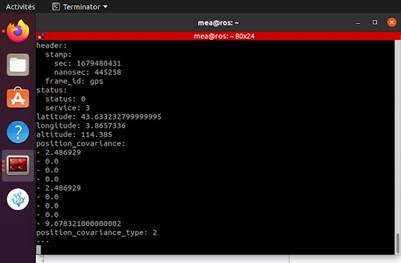 Activités
Terminator
mea@ros: ~
mea@ros: ~ 80x24
header:
  stamp:
    sec: 1679480431
    nanosec: 445258
  frame_id: gps
status:
  status: 0
  service: 3
latitude: 43.633232799999995
longitude: 3.8657336
altitude: 114.385
position_covariance:
- 2.486929
- 0.0
- 0.0
- 0.0
- 2.486929
- 0.0
- 0.0
- 0.0
- 9.678321000000002
position_covariance_type: 2
---